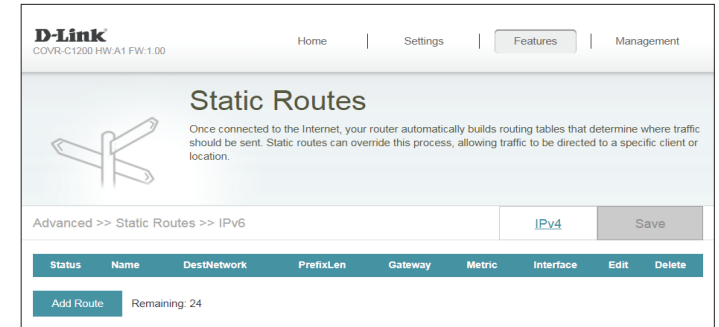 D-Link
COVR-C1200 HW:A1 FW:1.00
Home Settings Features Management
Static Routes
Once connected to the Internet, your router automatically builds routing tables that determine where traffic
should be sent. Static routes can override this process, allowing traffic to be directed to a specific client or
location.
Advanced >> Static Routes >> IPv6 IPv4 Save
Status Name DestNetwork PrefixLen Gateway Metric Interface Edit Delete
Add Route Remaining: 24